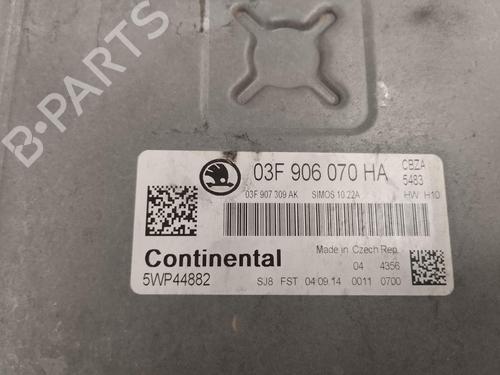 B-PARTS
03F 906 070 HA CBZA
5483
03F 907 309 AK SIMOS 10.22A HW H10
Continental Made in Czech Rep.
04 4356
5WP44882 SJ8 FST 04.09.14 0011 0700